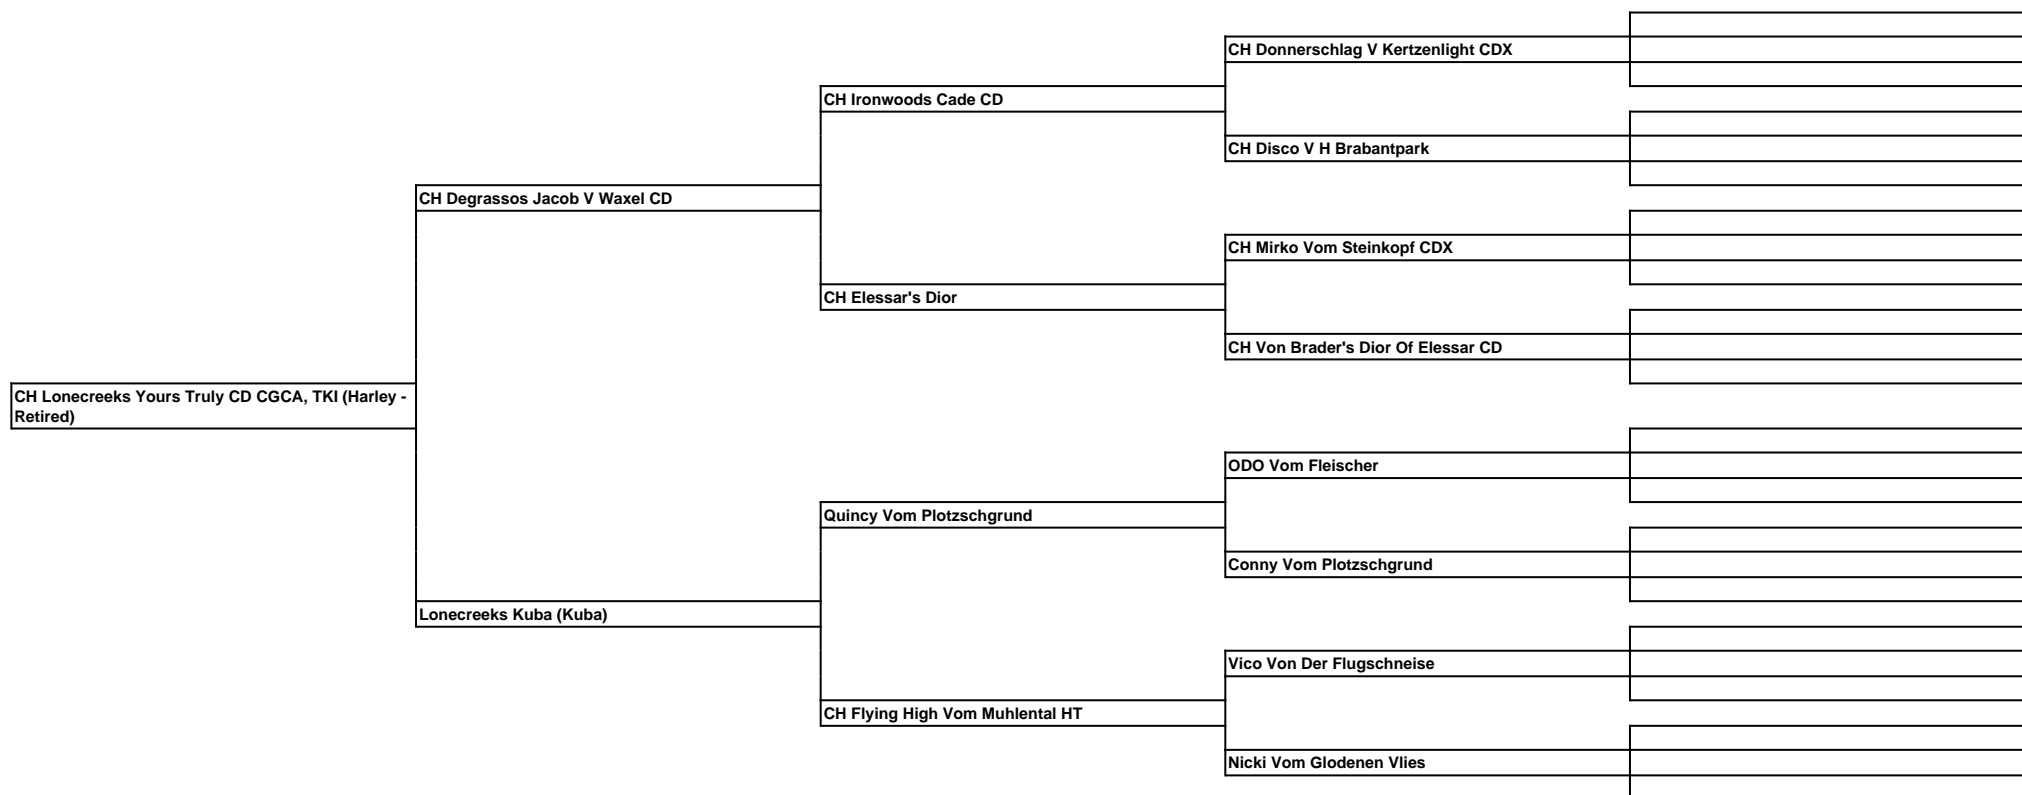 CH Donnerschlag V Kertzenlight CDX
CH Ironwoods Cade CD
CH Disco V H Brabantpark
CH Degrassos Jacob V Waxel CD
CH Mirko Vom Steinkopf CDX
CH Elessar's Dior
CH Von Brader's Dior Of Elessar CD
CH Lonecreeks Yours Truly CD CGCA, TKI (Harley -
Retired)
ODO Vom Fleischer
Quincy Vom Plotzschgrund
Conny Vom Plotzschgrund
Lonecreeks Kuba (Kuba)
Vico Von Der Flugschneise
CH Flying High Vom Muhlental HT
Nicki Vom Glodenen Vlies